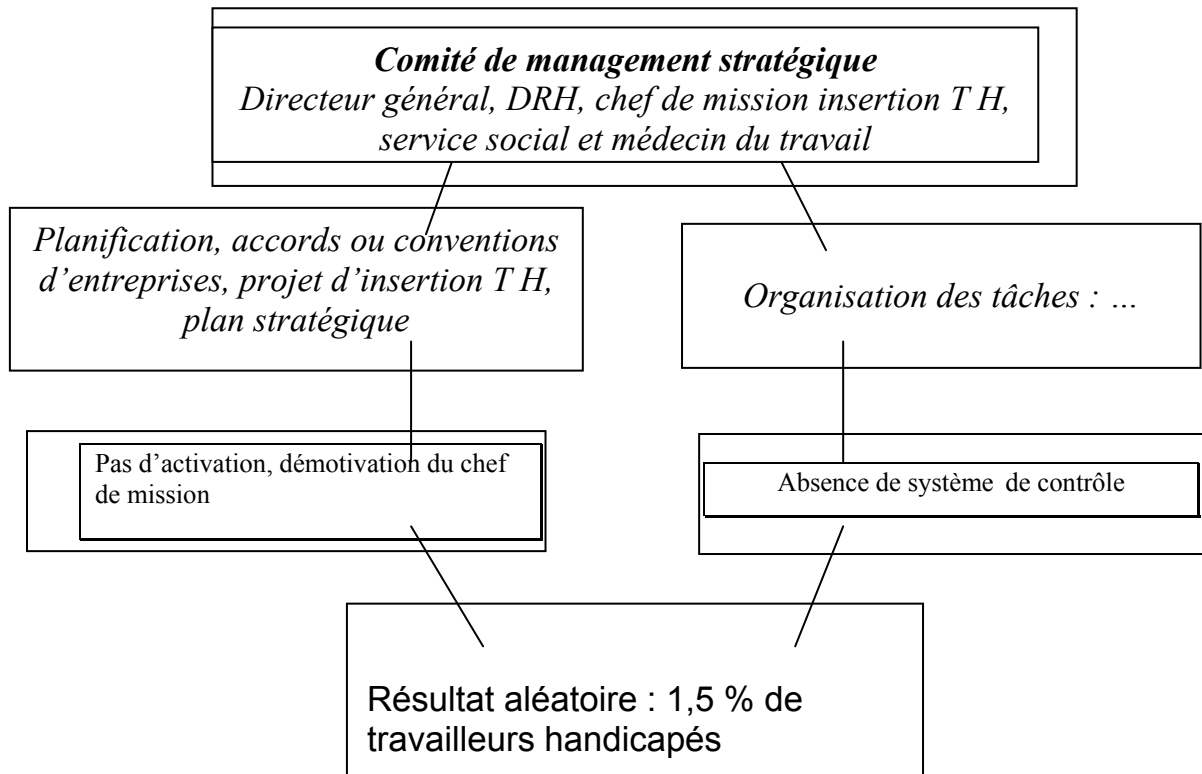 Comité de management stratégique
Directeur général, DRH, chef de mission insertion T H,
service social et médecin du travail
Planification, accords ou conventions
d’entreprises, projet d’insertion T H,
plan stratégique
Organisation des tâches : …
Pas d’activation, démotivation du chef
de mission
Absence de système de contrôle
Résultat aléatoire : 1,5 % de
travailleurs handicapés